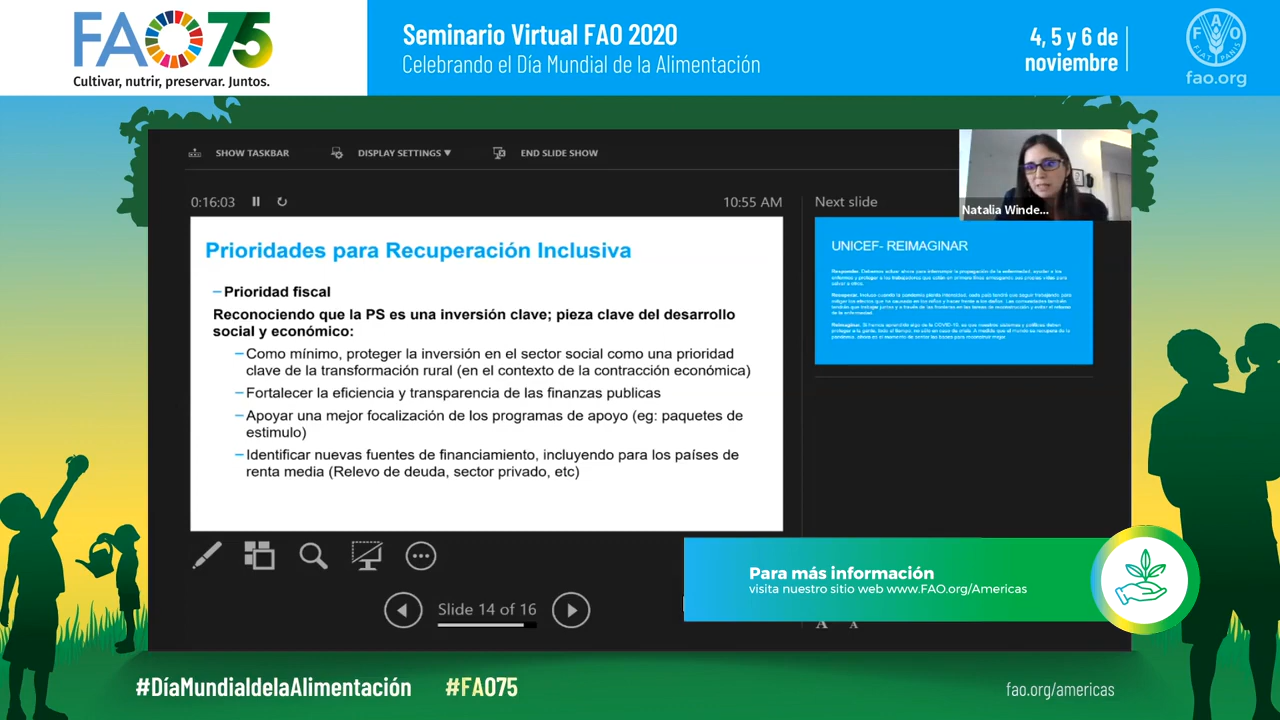 FAO75
Cultivar, nutrir, preservar. Juntos.
Seminario Virtual FAO 2020
Celebrando el Día Mundial de la Alimentación
4, 5 y 6 de
noviembre
FAO
FIAT PANIS
fao.org
SHOW TASKBAR
DISPLAY SETTINGS
END SLIDE SHOW
0:16:03
10:55 AM
Next slide
Natalia Winde...
Prioridades para Recuperación Inclusiva
– Prioridad fiscal
Reconociendo que la PS es una inversión clave; pieza clave del desarrollo
social y económico:
– Como mínimo, proteger la inversión en el sector social como una prioridad
clave de la transformación rural (en el contexto de la contracción económica)
– Fortalecer la eficiencia y transparencia de las finanzas publicas
– Apoyar una mejor focalización de los programas de apoyo (eg: paquetes de
estimulo)
– Identificar nuevas fuentes de financiamiento, incluyendo para los países de
renta media (Relevo de deuda, sector privado, etc)
UNICEF- REIMAGINAR
Slide 14 of 16
Para más información
visita nuestro sitio web www.FAO.org/Americas
A A
#DíaMundialdelaAlimentación
#FAO75
fao.org/americas